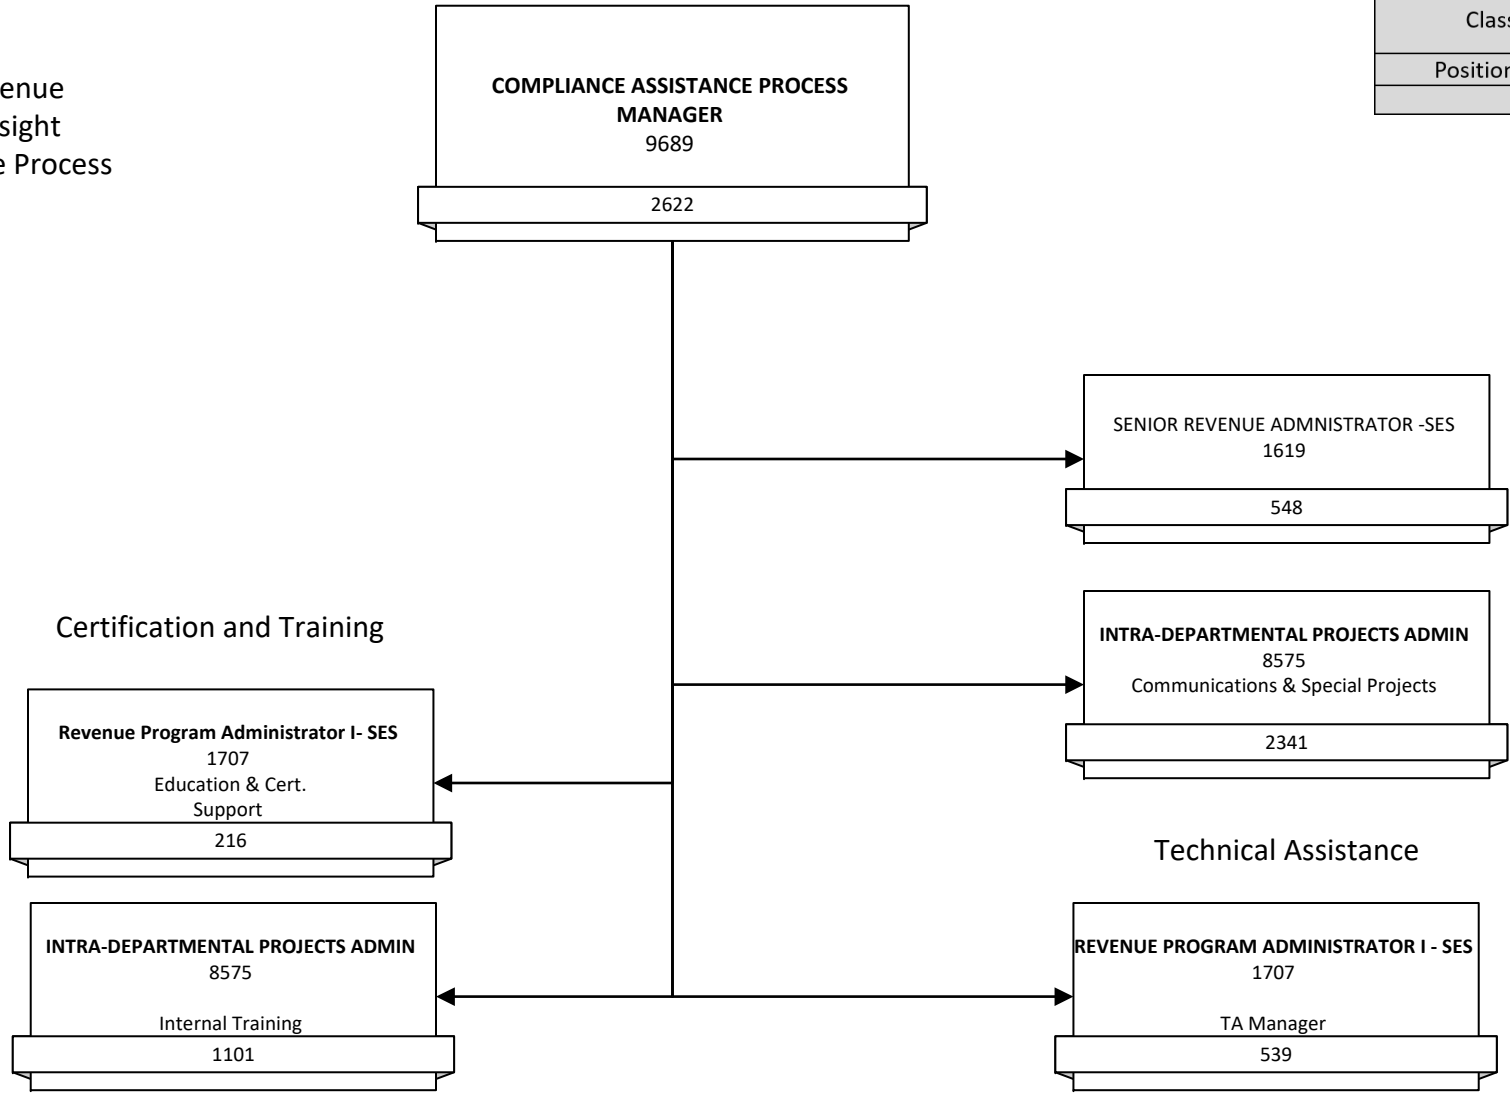 enue
sight
e Process
COMPLIANCE ASSISTANCE PROCESS
MANAGER
9689
2622
Class
Position
SENIOR REVENUE ADMNISTRATOR -SES
1619
548
INTRA-DEPARTMENTAL PROJECTS ADMIN
8575
Communications & Special Projects
2341
Certification and Training
Revenue Program Administrator I- SES
1707
Education & Cert.
Support
216
INTRA-DEPARTMENTAL PROJECTS ADMIN
8575
Internal Training
1101
Technical Assistance
REVENUE PROGRAM ADMINISTRATOR I - SES
1707
TA Manager
539